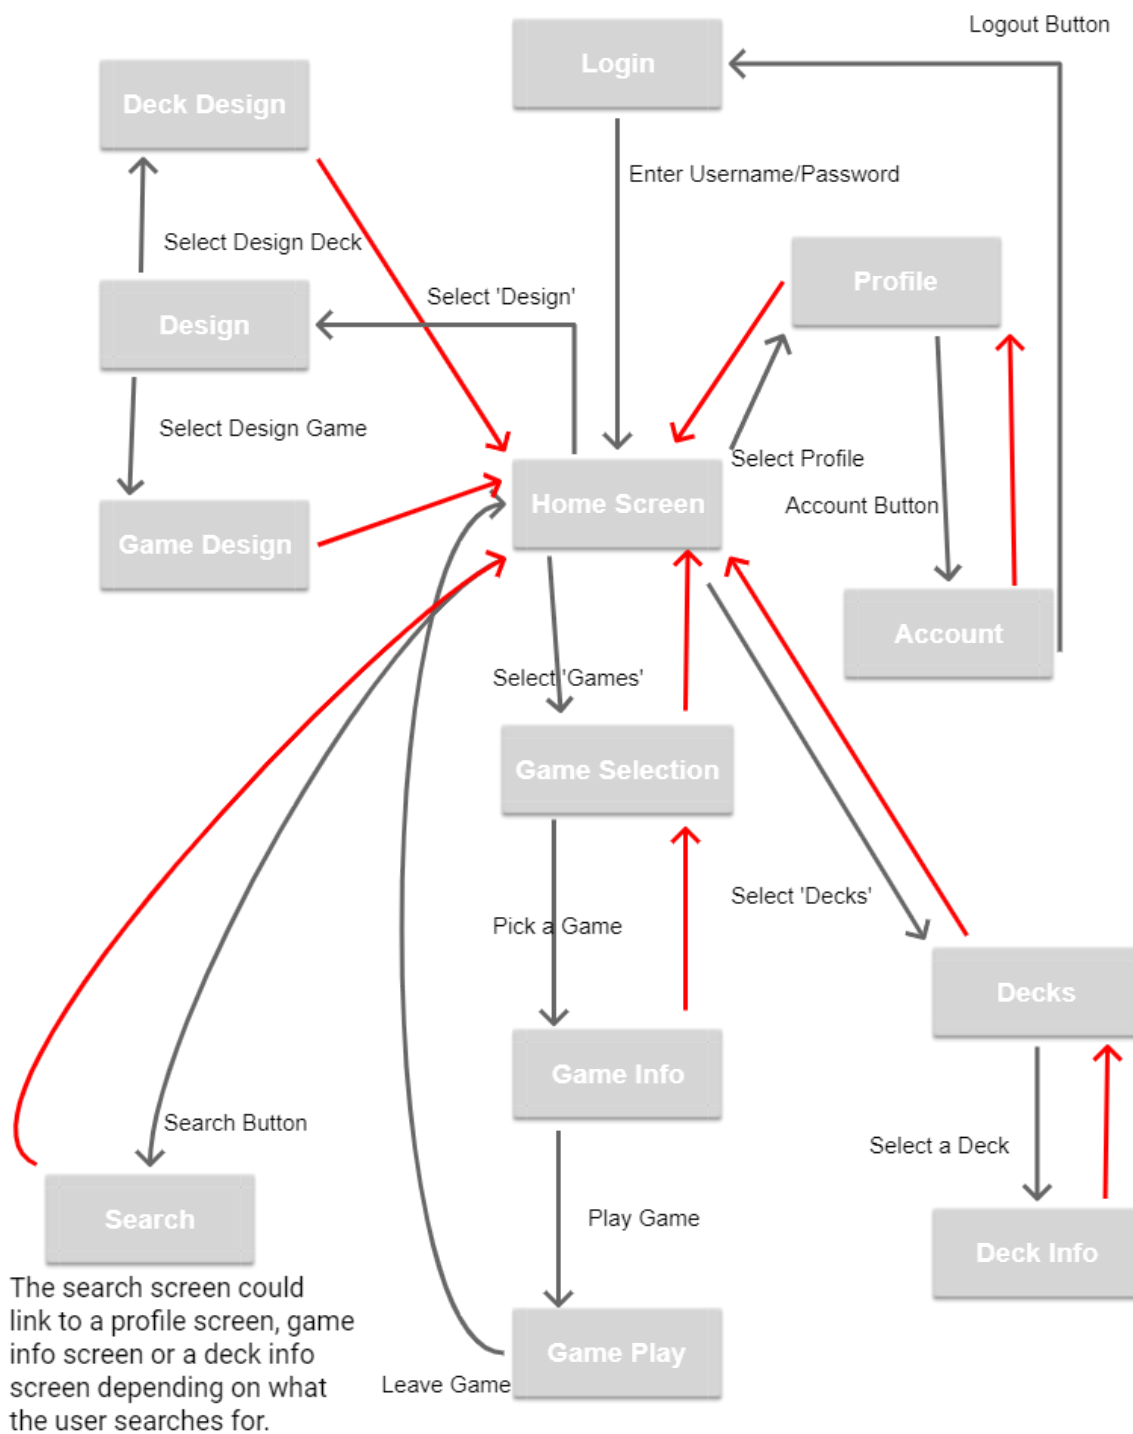 Logout Button
Login
Deck Design
Enter Username/Password
Select Design Deck
Profile
Select 'Design'
Design
Select Design Game
Select Profile
Home Screen
Account Button
Game Design
Account
Select 'Games'
Game Selection
Select 'Decks'
Pick a Game
Decks
Game Info
Search Button
Select a Deck
Search
Play Game
Deck Info
The search screen could
link to a profile screen, game
info screen or a deck info
screen depending on what
the user searches for.
Game Play
Leave Game